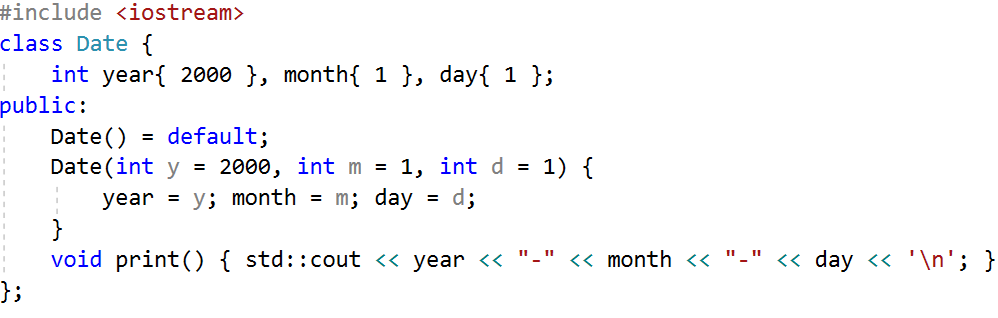 #include <iostream>
class Date {
    int year{ 2000 }, month{ 1 }, day{ 1 };
public:
    Date() = default;
    Date(int y = 2000, int m = 1, int d = 1) {
        year = y; month = m; day = d;
    }
    void print() { std::cout << year << "-" << month << "-" << day << '\n'; }
};